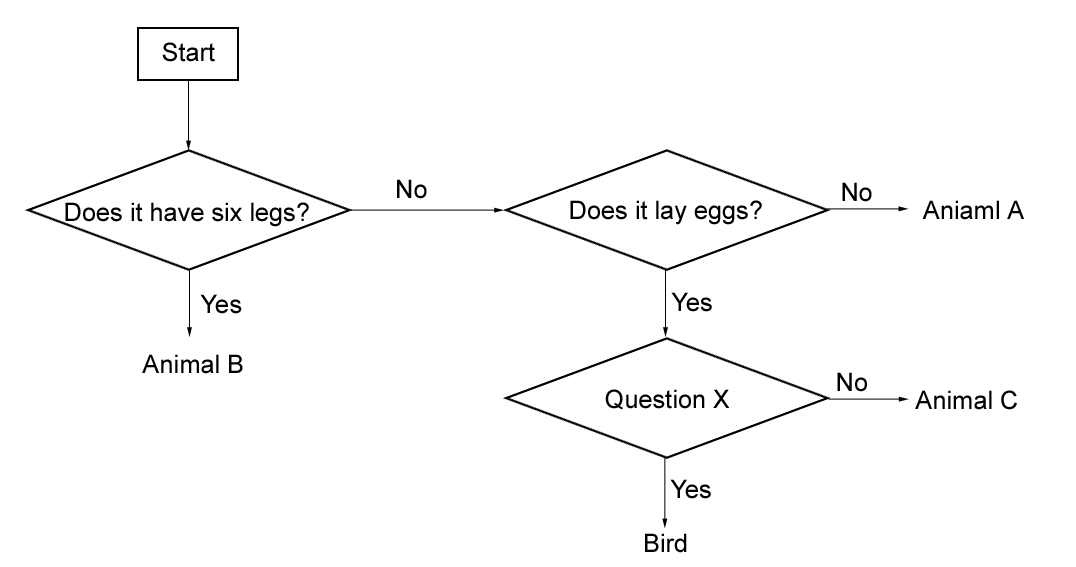 Start
Does it have six legs?
No
Does it lay eggs?
No
Aniaml A
Yes
Animal B
Yes
Question X
No
Animal C
Yes
Bird